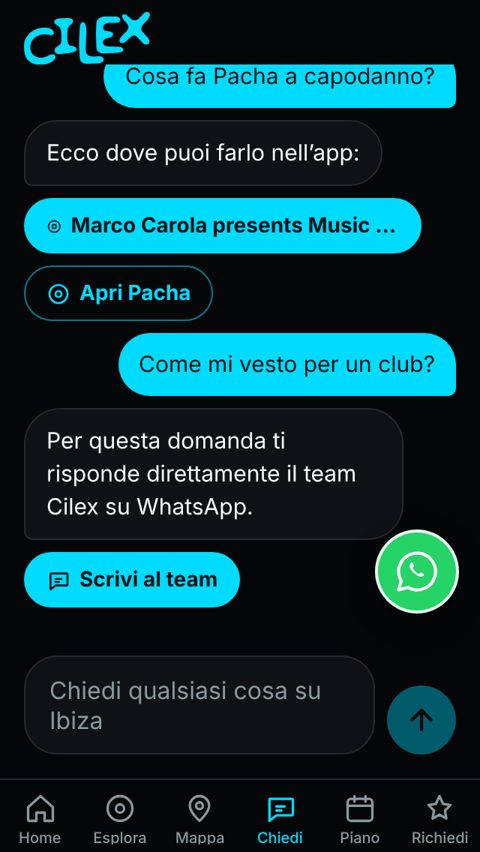 CILEX
Cosa fa Pacha a capodanno?
Ecco dove puoi farlo nell’app:
Marco Carola presents Music ...
Apri Pacha
Come mi vesto per un club?
Per questa domanda ti
risponde direttamente il team
Cilex su WhatsApp.
Scrivi al team
Chiedi qualsiasi cosa su
Ibiza
Home Esplora Mappa Chiedi Piano Richiedi